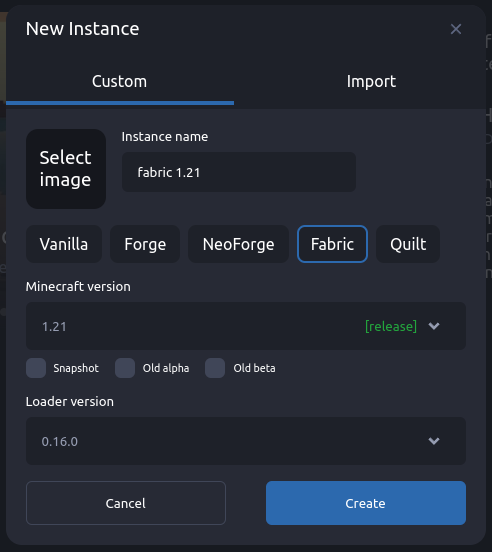 New Instance
Custom
Import
Select
image
Instance name
fabric 1.21
Vanilla
Forge
NeoForge
Fabric
Quilt
Minecraft version
1.21
[release]
Snapshot
Old alpha
Old beta
Loader version
0.16.0
Cancel
Create